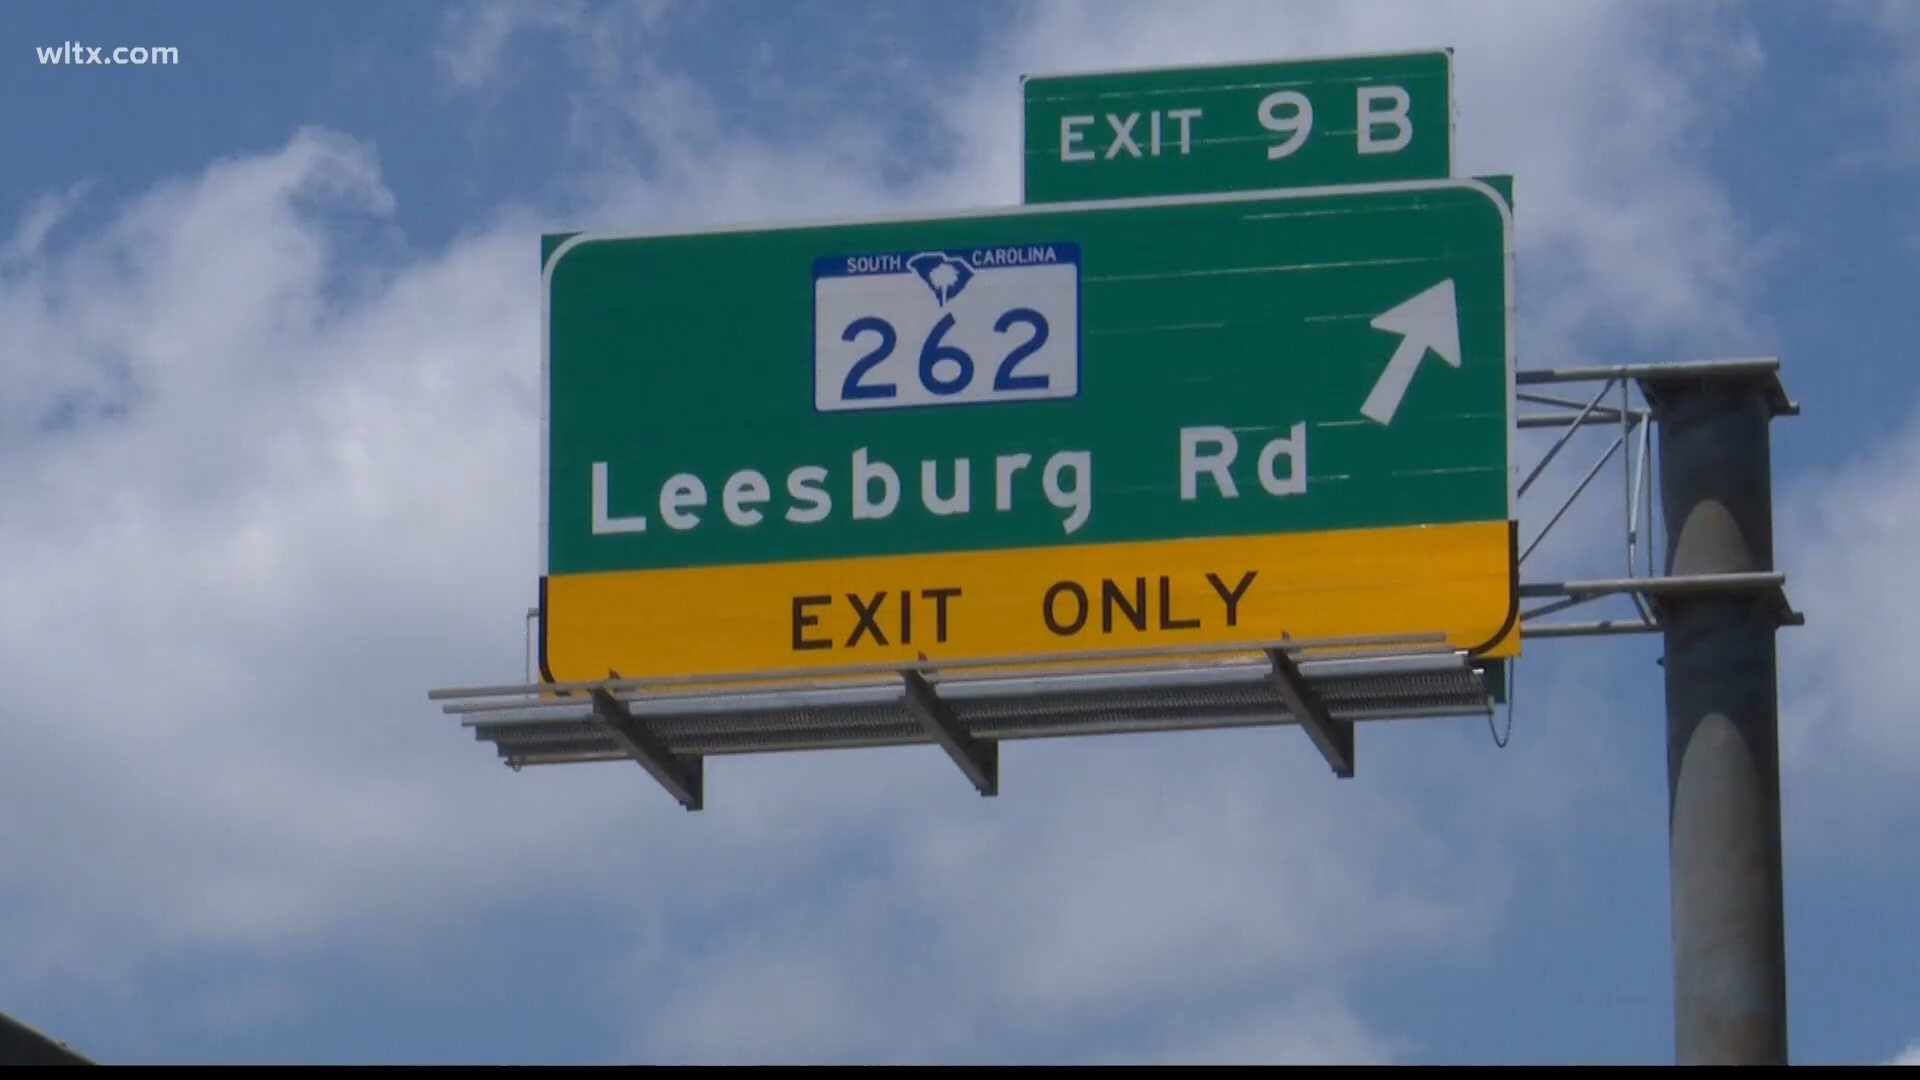 wltx.com
EXIT 9 B
SOUTH CAROLINA
262
Leesburg Rd
EXIT ONLY